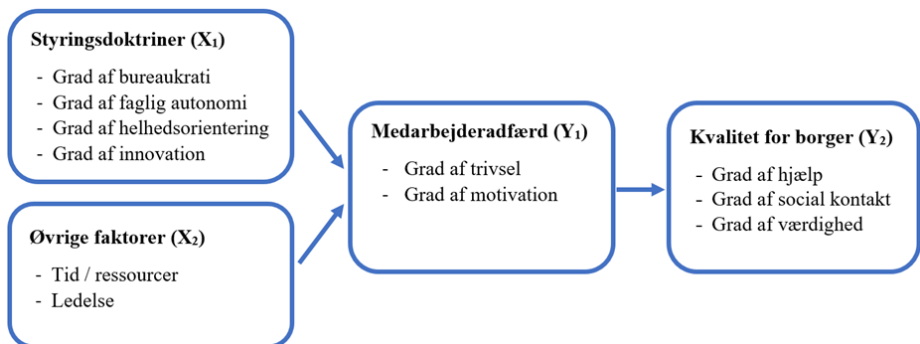 Styringsdoktriner (X₁)
- Grad af bureaukrati
- Grad af faglig autonomi
- Grad af helhedsorientering
- Grad af innovation
Øvrige faktorer (X₂)
- Tid / ressourcer
- Ledelse
Medarbejderadfærd (Y₁)
- Grad af trivsel
- Grad af motivation
Kvalitet for borger (Y₂)
- Grad af hjælp
- Grad af social kontakt
- Grad af værdighed